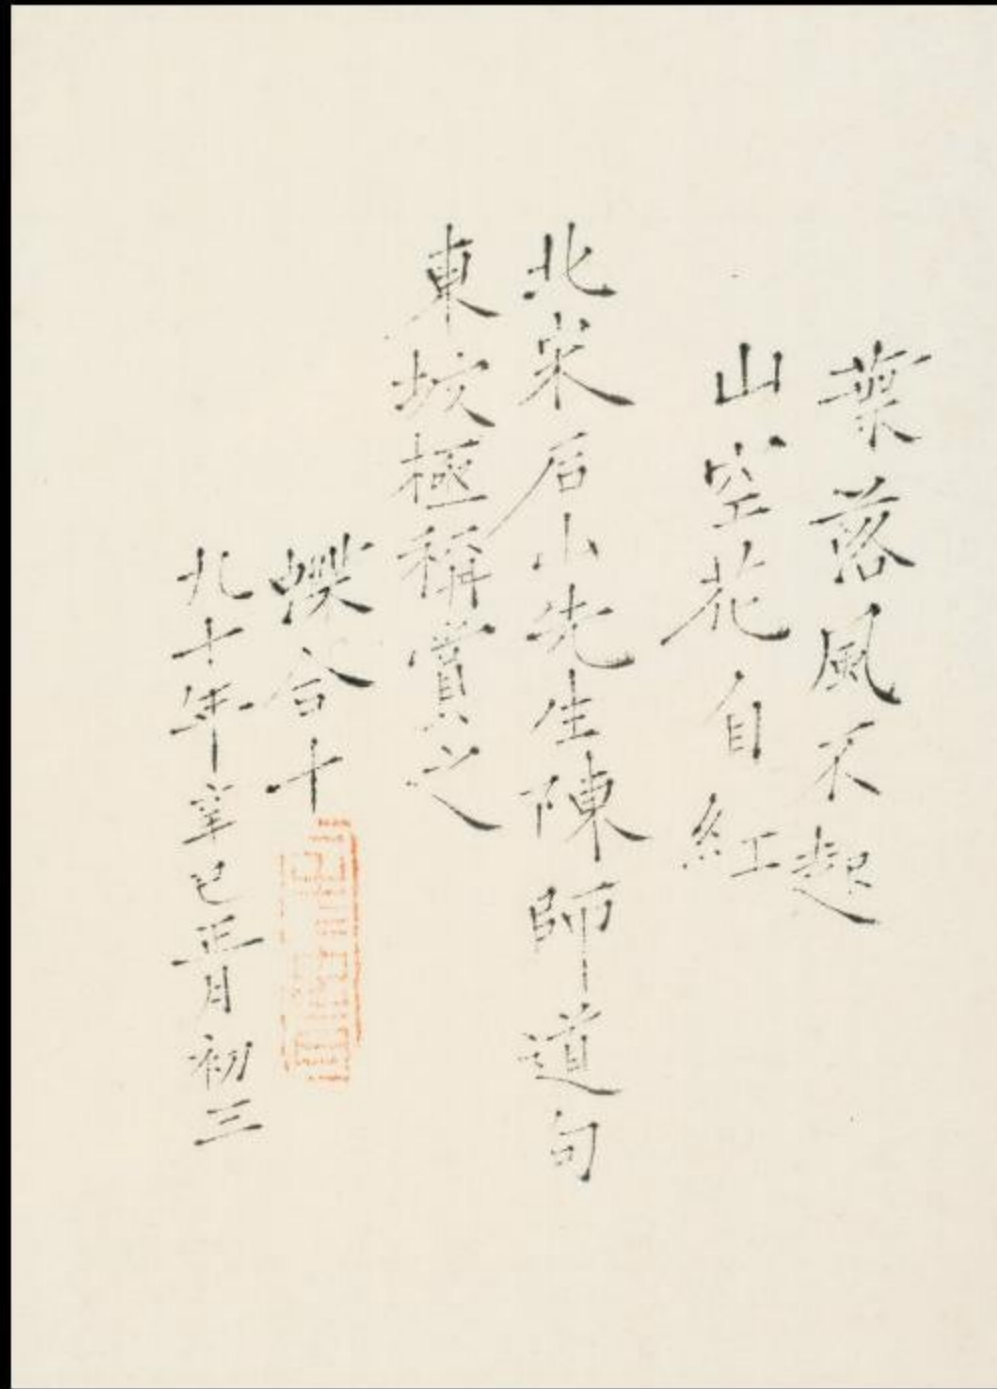 葉落風不起
山空花自紅
北宋后山先生陳師道句
東坡極稱賞之
蝶合十
九十年辛巳正月初三